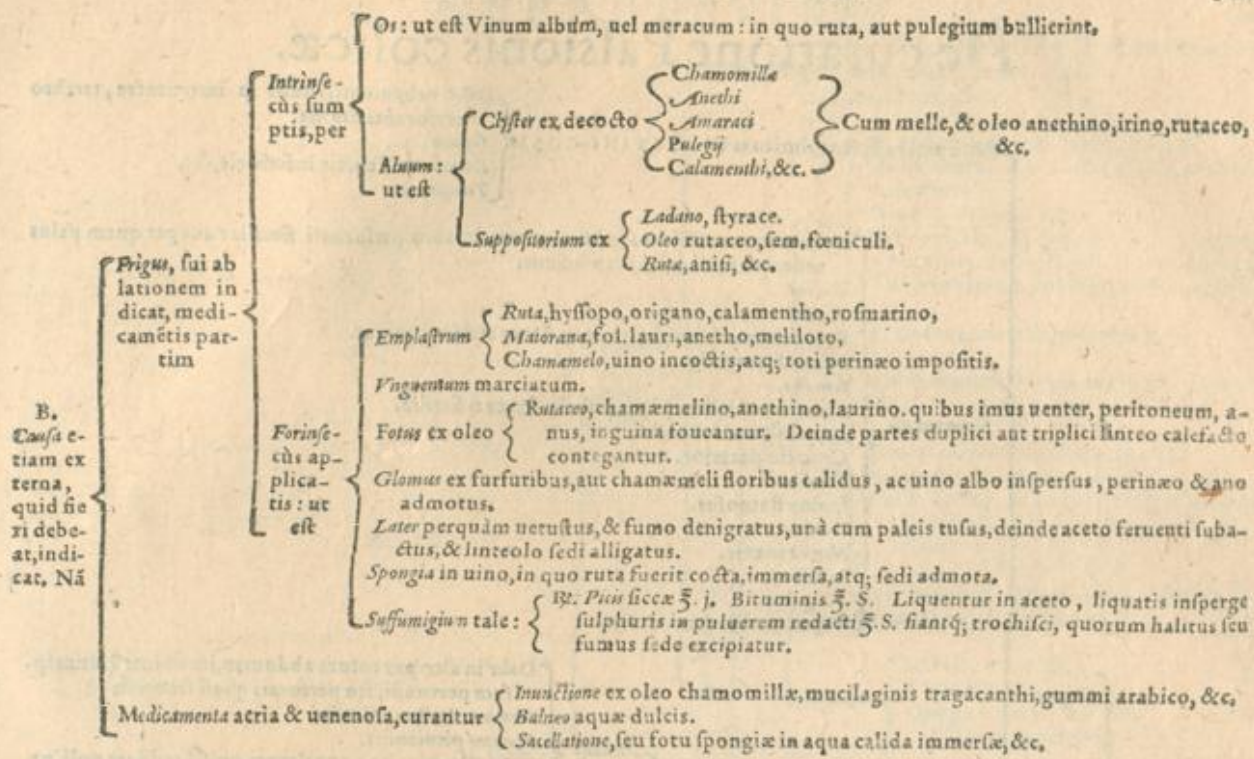 B.
Causa e-
tiam ex
terna,
quid fie
ri debe-
at, indi-
cat. Nā
Frigus, sui ab
lationem in
dicat, medi-
camētis par-
tim
Intrinse-
cùs sum
ptis, per
Os: ut est Vinum album, uel meracum: in quo ruta, aut pulegium bullierint.
Aluum:
ut est
Clyster ex decocto
Chamomillæ
Anethi
Amaraci
Pulegij
Calamenthi, &c.
Cum melle, & oleo anethino, irino, rutaceo,
&c.
Suppositorium ex
Ladano, styrace.
Oleo rutaceo, sem. fœniculi.
Rutæ, anisi, &c.
Forinse-
cùs ap-
plica-
tis: ut
est
Emplastrum
Ruta, hyssopo, origano, calamentho, rosmarino,
Maiorana, fol. lauri, anetho, meliloto,
Chamæmelo, uino incoctis, atq; toti perinæo impositis.
Vnguentum marciatum.
Fotus ex oleo
Rutaceo, chamæmelino, anethino, laurino. quibus imus uenter, peritoneum, a-
nus, inguina foueantur. Deinde partes duplici aut triplici linteo calefacto
contegantur.
Glomus ex furfuribus, aut chamæmeli floribus calidus, ac uino albo inspersus, perinæo & ano
admotus.
Later perquàm uetustus, & fumo denigratus, unà cum paleis tusus, deinde aceto feruenti suba-
ctus, & linteolo sedi alligatus.
Spongia in uino, in quo ruta fuerit cocta, immersa, atq; sedi admota.
Suffumigium tale:
℞. Picis siccæ ℥. j. Bituminis ℥. S. Liquentur in aceto, liquatis insperge
sulphuris in puluerem redacti ℥. S. fiantq; trochisci, quorum halitus seu
fumus sede excipiatur.
Medicamenta acria & uenenosa, curantur
Inunctione ex oleo chamomillæ, mucilaginis tragacanthi, gummi arabico, &c.
Balneo aquæ dulcis.
Sacellatione, seu fotu spongiæ in aqua calida immersæ, &c.